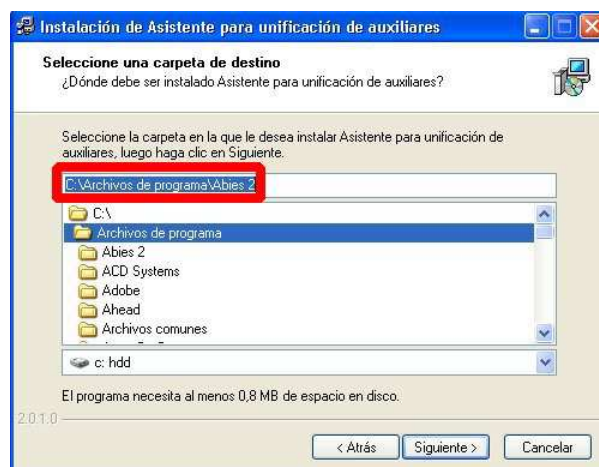 Instalación de Asistente para unificación de auxiliares
Seleccione una carpeta de destino
¿Dónde debe ser instalado Asistente para unificación de auxiliares?
Seleccione la carpeta en la que le desea instalar Asistente para unificación de
auxiliares, luego haga clic en Siguiente.
C:\Archivos de programa\Abies 2
C:\
Archivos de programa
Abies 2
ACD Systems
Adobe
Ahead
Archivos comunes
c: hdd
El programa necesita al menos 0,8 MB de espacio en disco.
2.0.1.0
< Atrás
Siguiente >
Cancelar